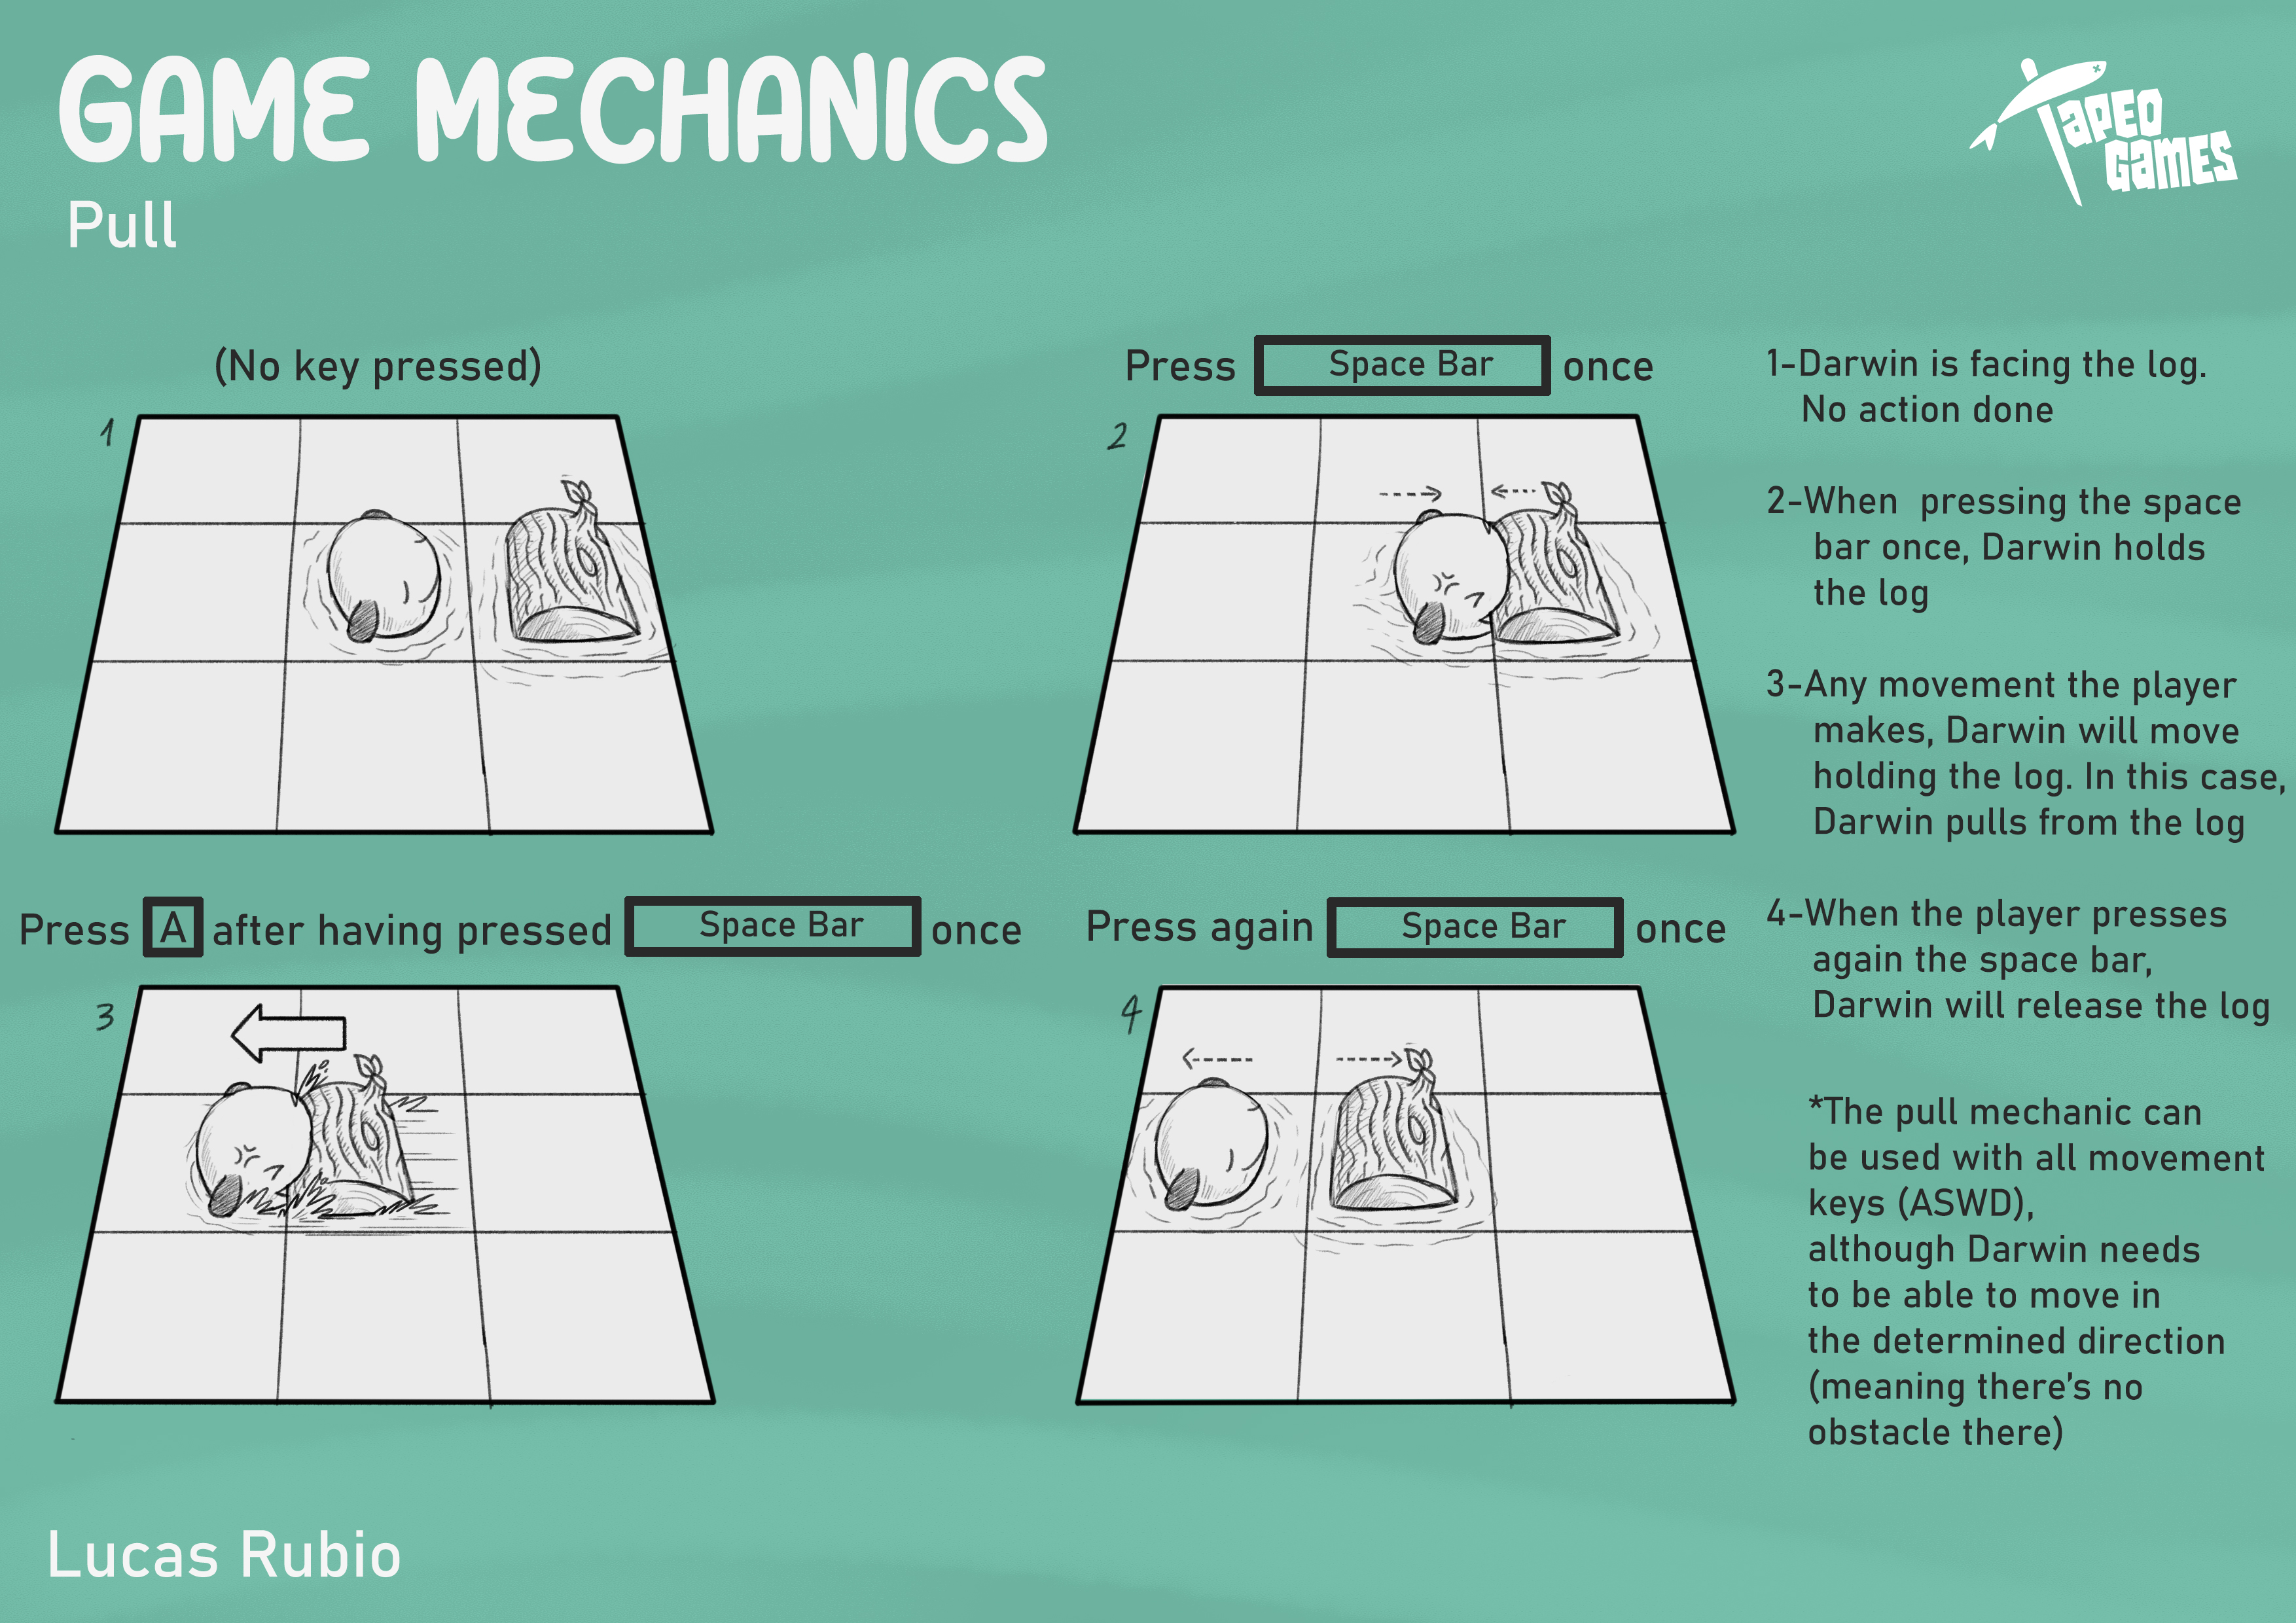 GAME MECHANICS
Pull
TAPEO
GAMES
(No key pressed)
1
Press Space Bar once
2
Press A after having pressed Space Bar once
3
Press again Space Bar once
4
1-Darwin is facing the log.
No action done
2-When pressing the space
bar once, Darwin holds
the log
3-Any movement the player
makes, Darwin will move
holding the log. In this case,
Darwin pulls from the log
4-When the player presses
again the space bar,
Darwin will release the log
*The pull mechanic can
be used with all movement
keys (ASWD),
although Darwin needs
to be able to move in
the determined direction
(meaning there's no
obstacle there)
Lucas Rubio